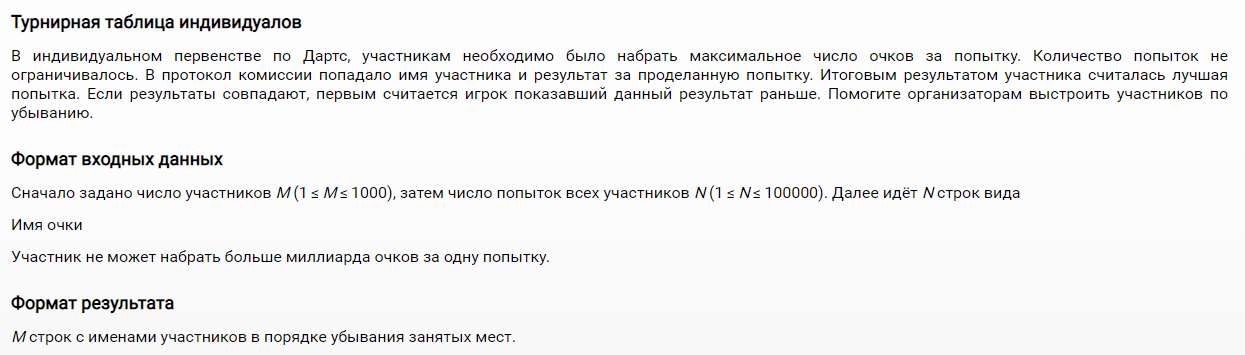 Турнирная таблица индивидуалов
В индивидуальном первенстве по Дартс, участникам необходимо было набрать максимальное число очков за попытку. Количество попыток не
ограничивалось. В протокол комиссии попадало имя участника и результат за проделанную попытку. Итоговым результатом участника считалась лучшая
попытка. Если результаты совпадают, первым считается игрок показавший данный результат раньше. Помогите организаторам выстроить участников по
убыванию.
Формат входных данных
Сначало задано число участников M (1 ≤ M ≤ 1000), затем число попыток всех участников N (1 ≤ N ≤ 100000). Далее идёт N строк вида
Имя очки
Участник не может набрать больше миллиарда очков за одну попытку.
Формат результата
M строк с именами участников в порядке убывания занятых мест.